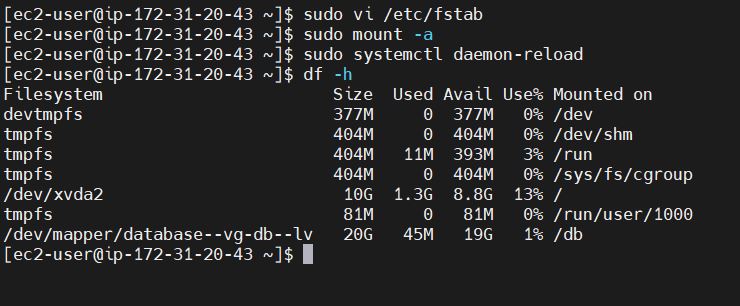 [ec2-user@ip-172-31-20-43 ~]$ sudo vi /etc/fstab
[ec2-user@ip-172-31-20-43 ~]$ sudo mount -a
[ec2-user@ip-172-31-20-43 ~]$ sudo systemctl daemon-reload
[ec2-user@ip-172-31-20-43 ~]$ df -h
Filesystem                        Size  Used Avail Use% Mounted on
devtmpfs                          377M     0  377M   0% /dev
tmpfs                             404M     0  404M   0% /dev/shm
tmpfs                             404M   11M  393M   3% /run
tmpfs                             404M     0  404M   0% /sys/fs/cgroup
/dev/xvda2                         10G  1.3G  8.8G  13% /
tmpfs                              81M     0   81M   0% /run/user/1000
/dev/mapper/database--vg-db--lv    20G   45M   19G   1% /db
[ec2-user@ip-172-31-20-43 ~]$